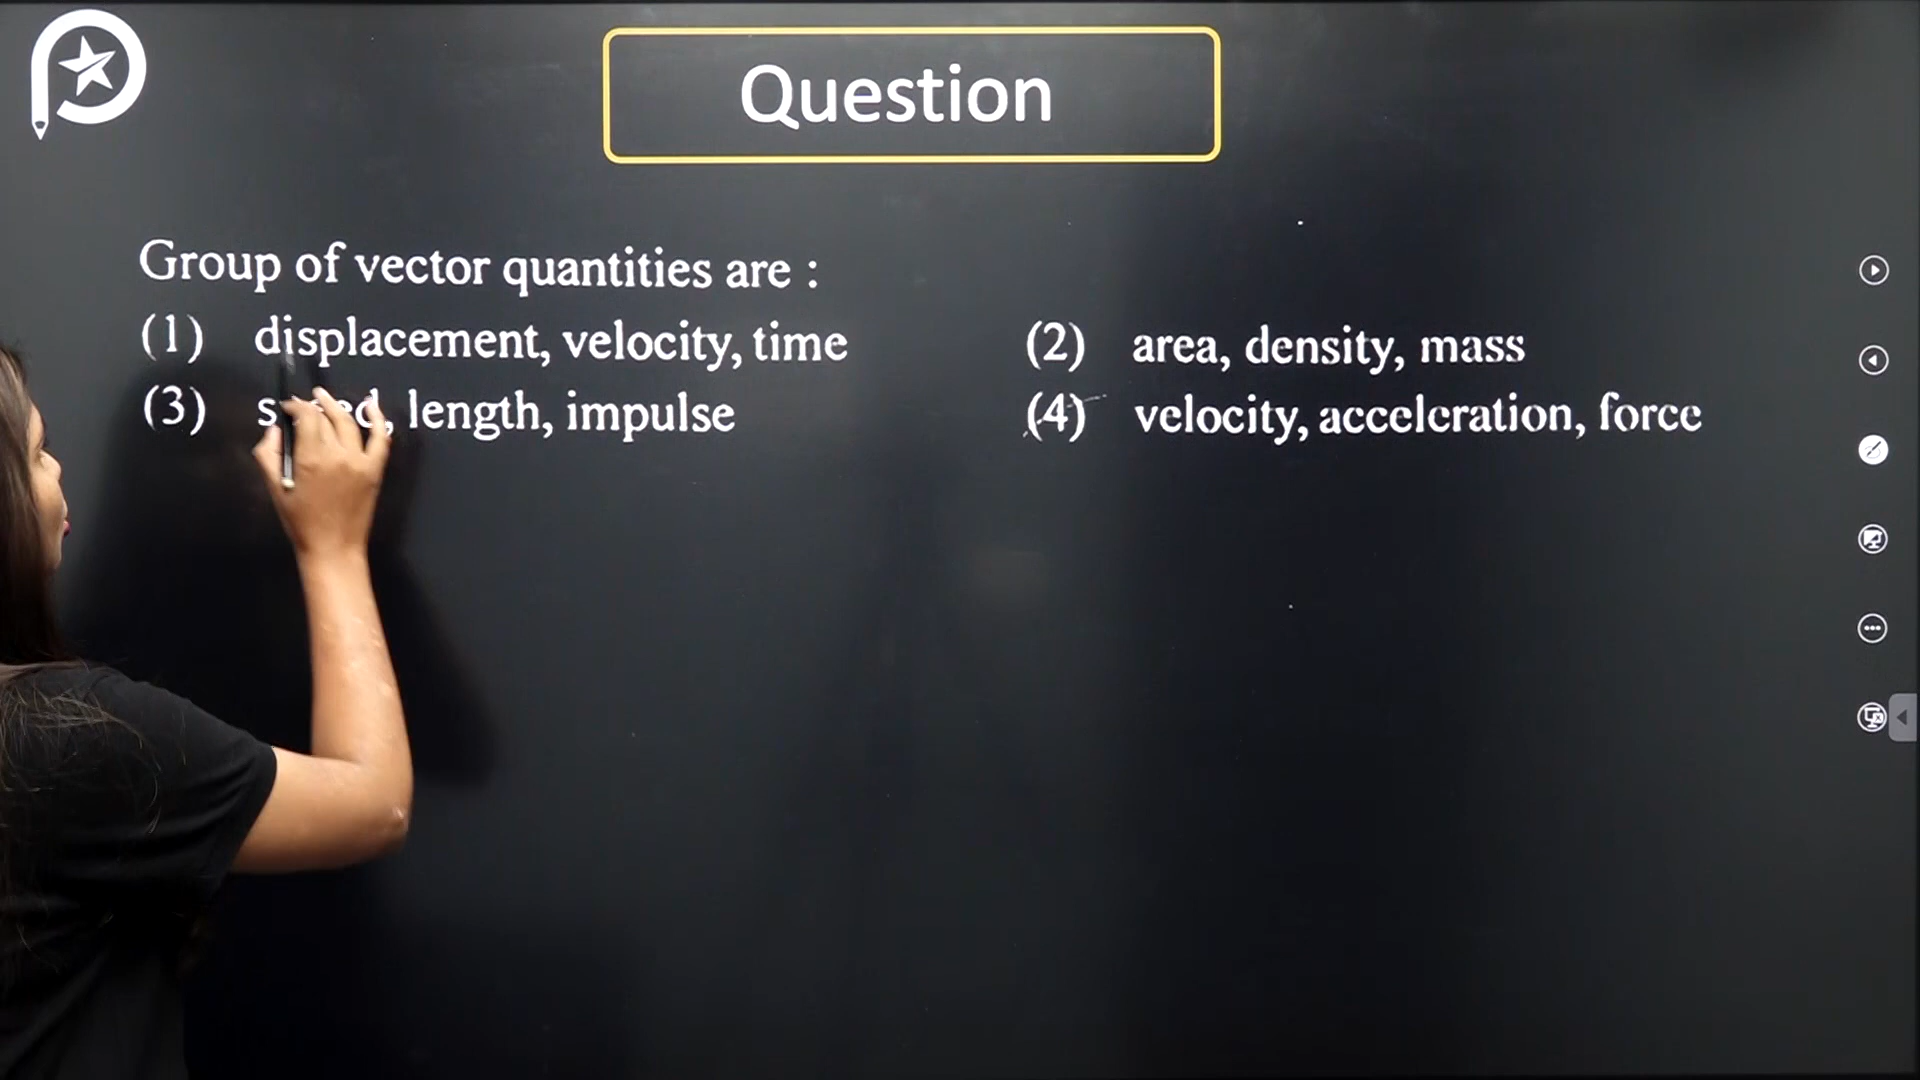 Question
Group of vector quantities are :
(1) displacement, velocity, time (2) area, density, mass
(3) length, impulse (4) velocity, acceleration, force